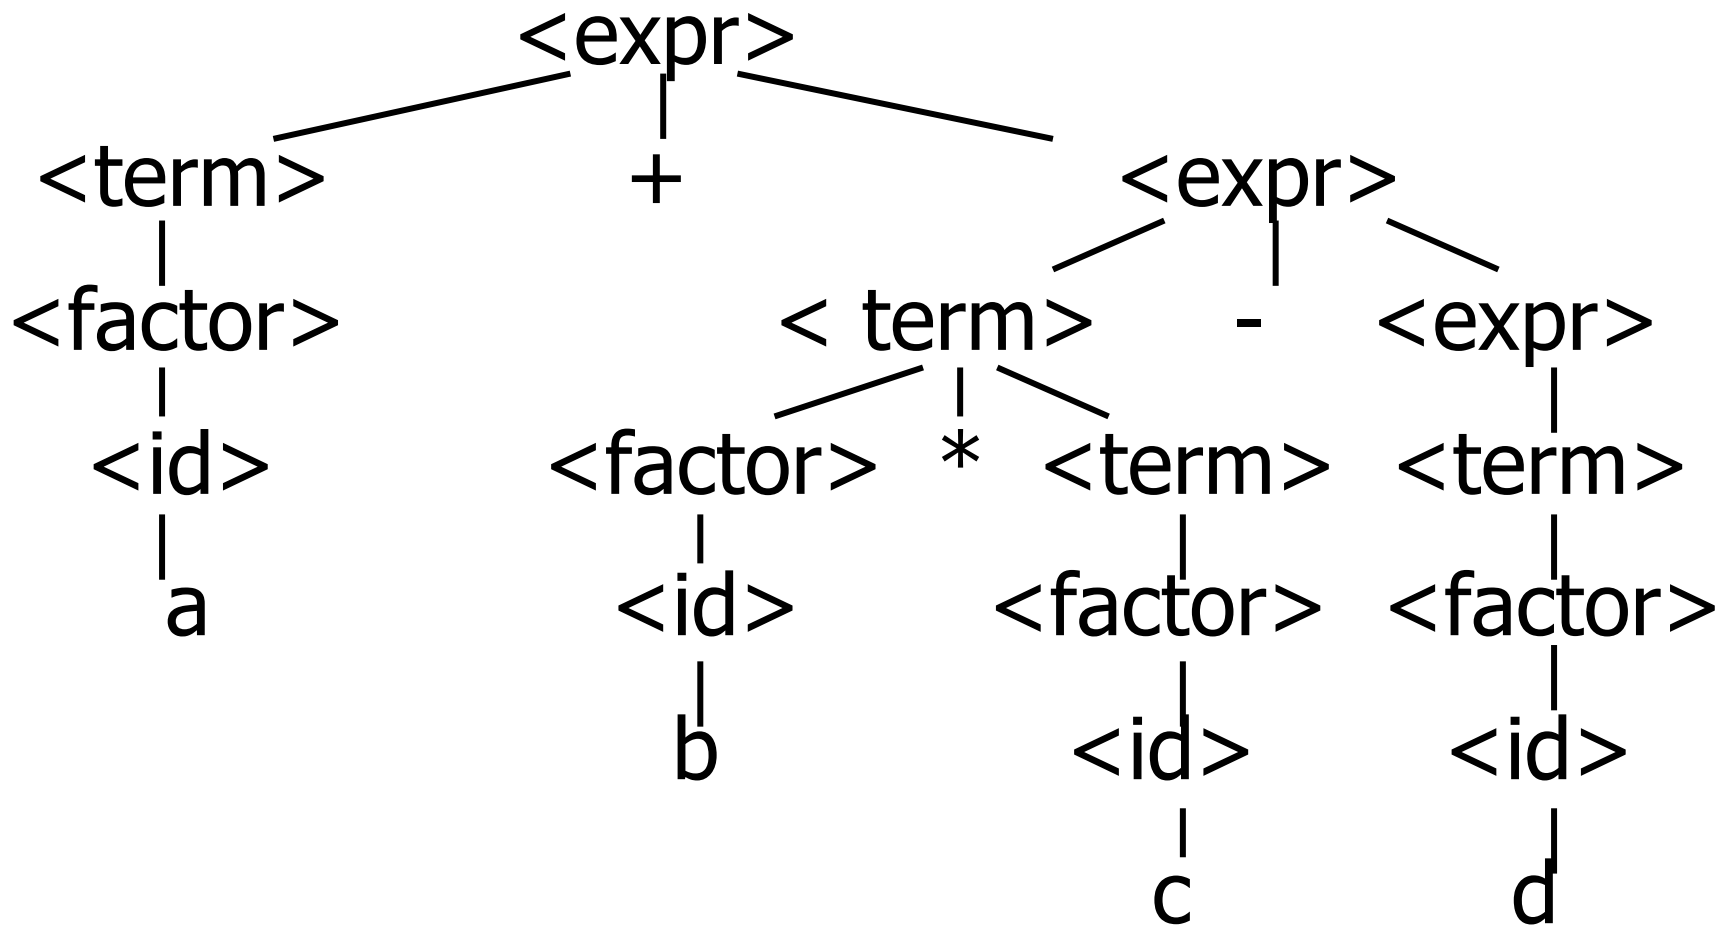 <expr>
<term> + <expr>
<factor> < term> - <expr>
<id> <factor> * <term> <term>
a <id> <factor> <factor>
b <id> <id>
c d